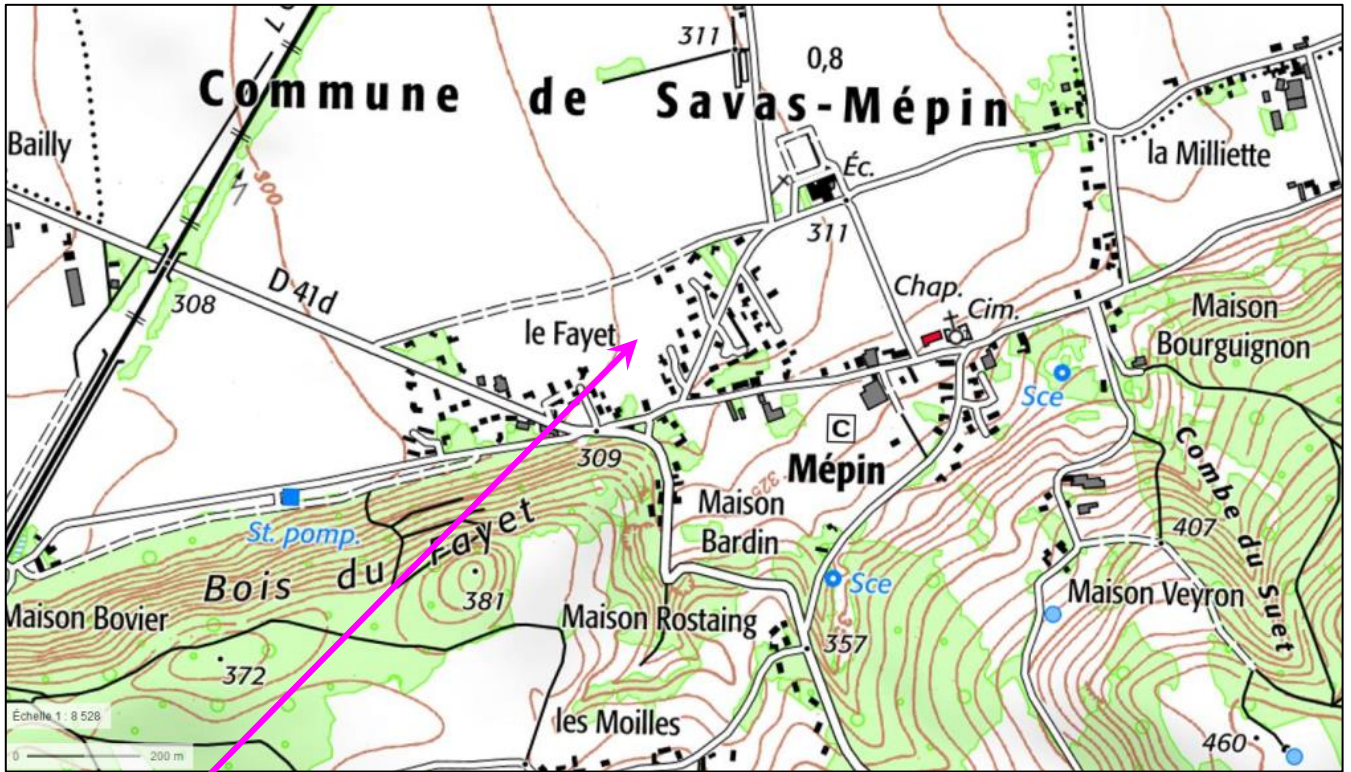 311
0,8
Commune de Savas-Mépin
Bailly
la Milliette
Éc.
300
311
308
D 41d
Chap.
Cim.
Maison
Bourguignon
le Fayet
Sce
C
309
Mépin
325
St. pomp.
Maison
Bardin
Combe du Suet
407
Bois du Fayet
381
Sce
Maison Veyron
Maison Bovier
Maison Rostaing
357
372
Échelle 1 : 8 528
les Moilles
460
0 200 m